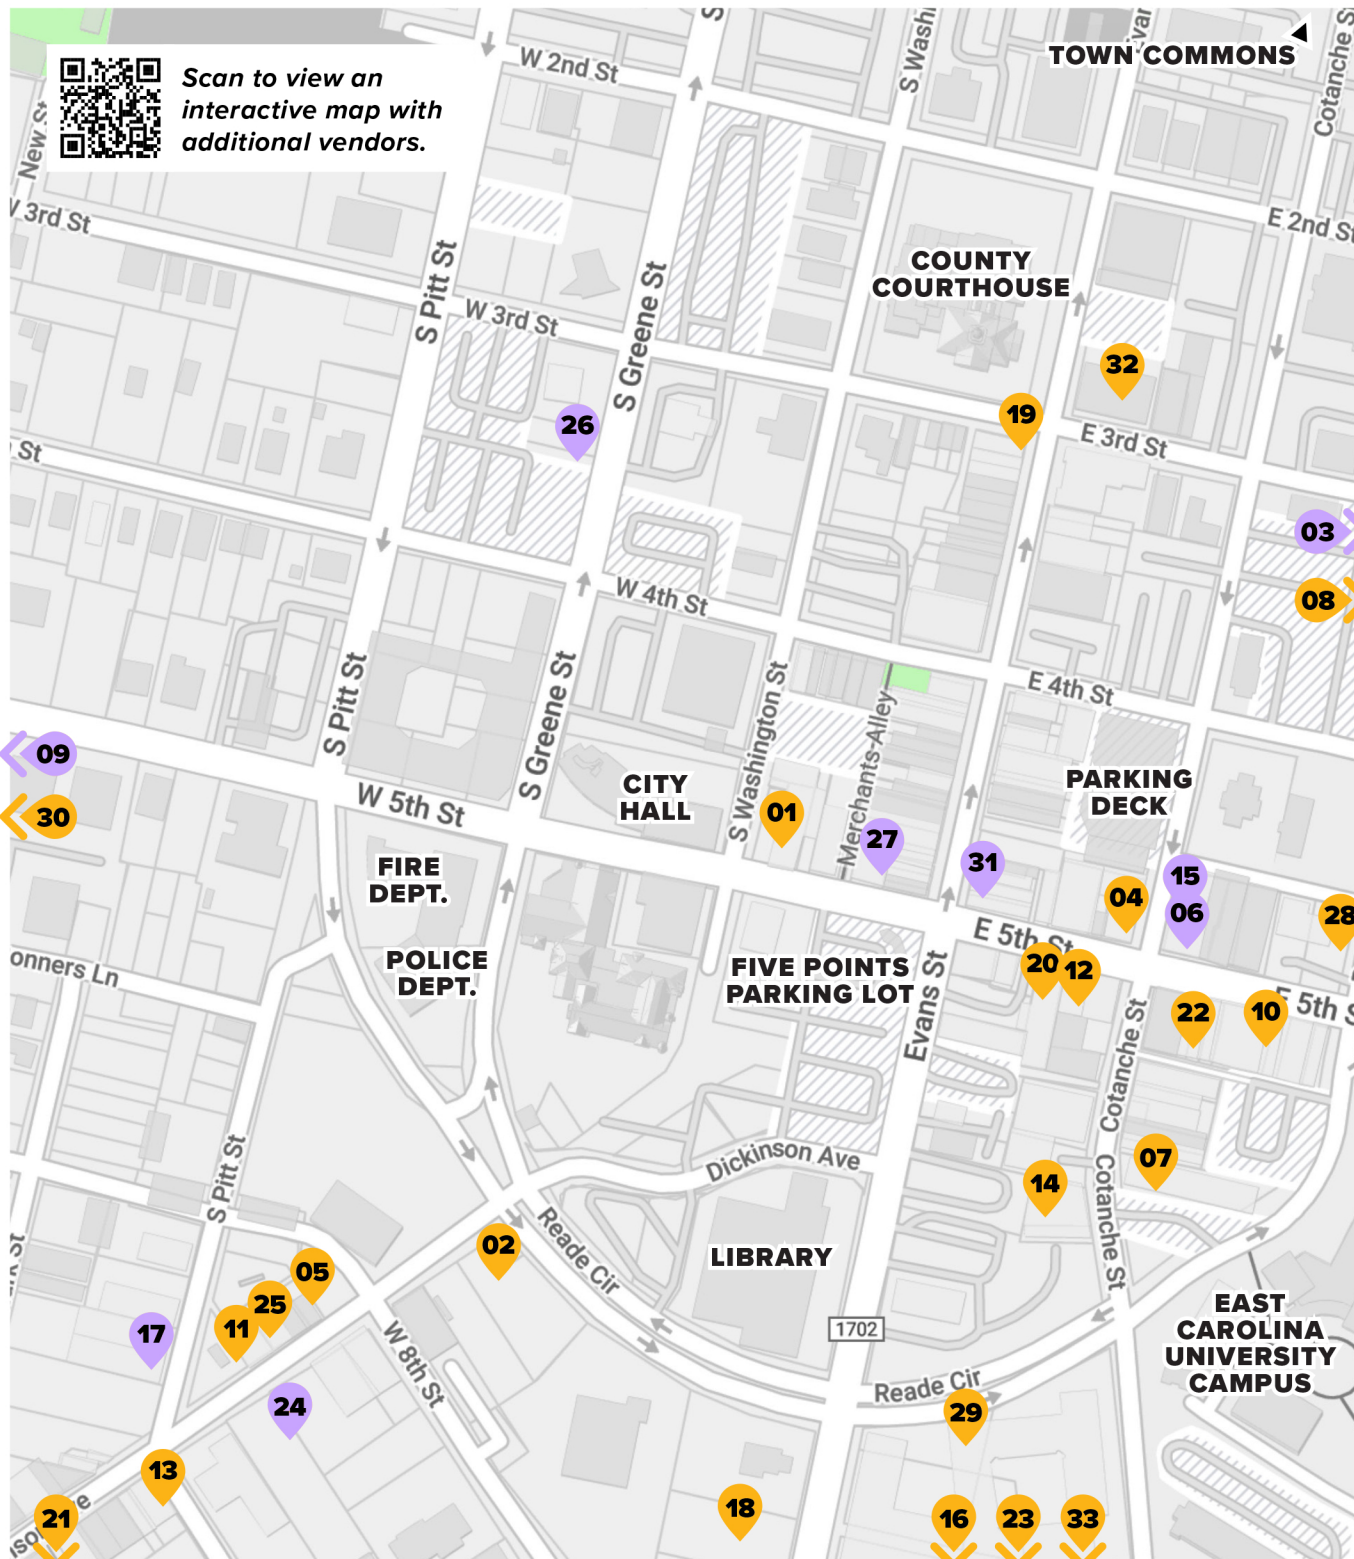 W 2nd St
S Wash
TOWN COMMONS
Cotanche S
Scan to view an
interactive map with
additional vendors.
New St
3rd St
E 2nd St
S Pitt St
W 3rd St
S Greene St
COUNTY
COURTHOUSE
32
19
26
E 3rd St
St
03
08
W 4th St
E 4th St
S Pitt St
S Greene St
S Washington St
Merchants-Alley
09
30
W 5th St
CITY
HALL
01
27
PARKING
DECK
31
15
06
04
28
FIRE
DEPT.
POLICE
DEPT.
E 5th St
20
12
FIVE POINTS
PARKING LOT
Evans St
onners Ln
22
10
E 5th S
Cotanche St
S Pitt St
Dickinson Ave
07
14
Cotanche St
02
Reade Cir
LIBRARY
05
25
11
17
1702
EAST
CAROLINA
UNIVERSITY
CAMPUS
W 8th St
Reade Cir
24
29
13
18
21
16
23
33